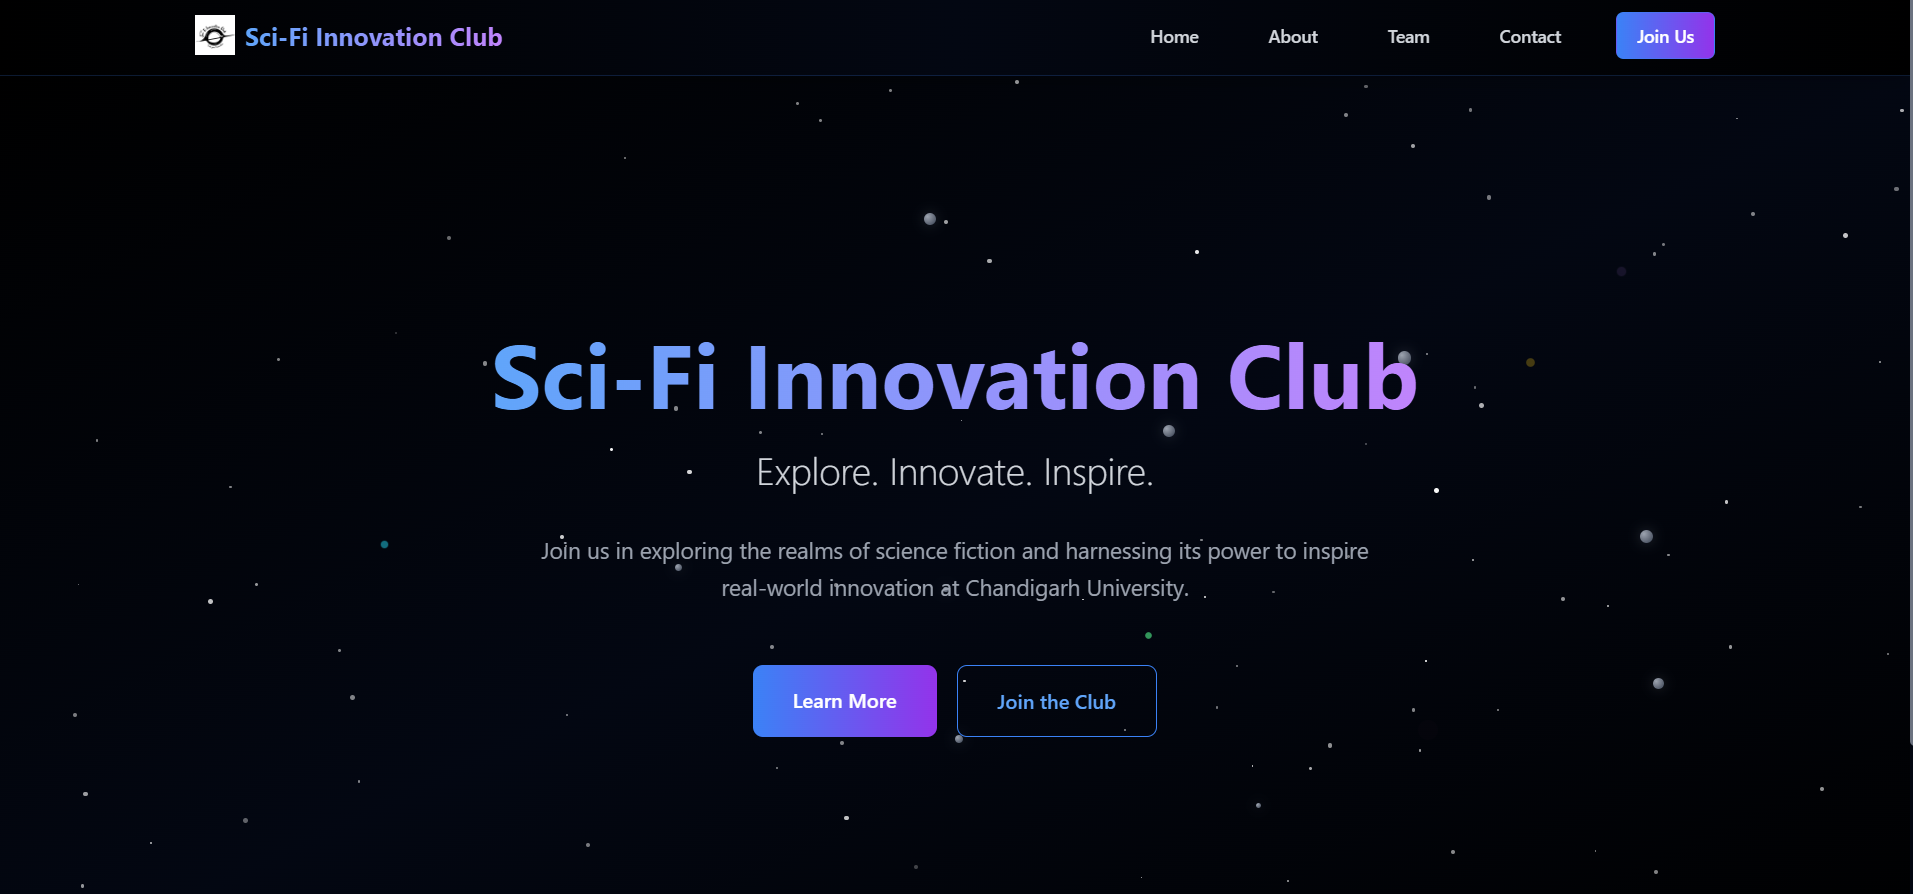 Sci-Fi Innovation Club
Home
About
Team
Contact
Join Us
Sci-Fi Innovation Club
Explore. Innovate. Inspire.
Join us in exploring the realms of science fiction and harnessing its power to inspire
real-world innovation at Chandigarh University.
Learn More
Join the Club